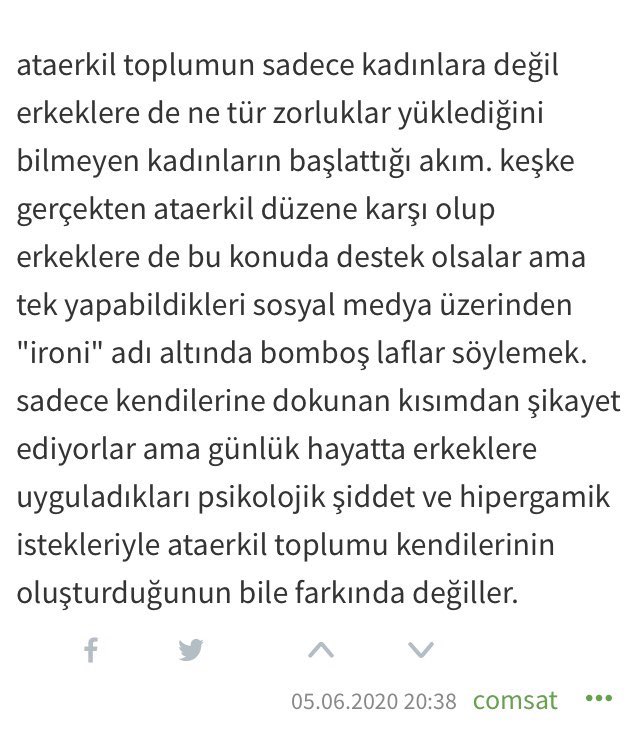 ataerkil toplumun sadece kadınlara değil
erkeklere de ne tür zorluklar yüklediğini
bilmeyen kadınların başlattığı akım. keşke
gerçekten ataerkil düzene karşı olup
erkeklere de bu konuda destek olsalar ama
tek yapabildikleri sosyal medya üzerinden
"ironi" adı altında bomboş laflar söylemek.
sadece kendilerine dokunan kısımdan şikayet
ediyorlar ama günlük hayatta erkeklere
uyguladıkları psikolojik şiddet ve hipergamik
istekleriyle ataerkil toplumu kendilerinin
oluşturduğunun bile farkında değiller.
05.06.2020 20:38 comsat